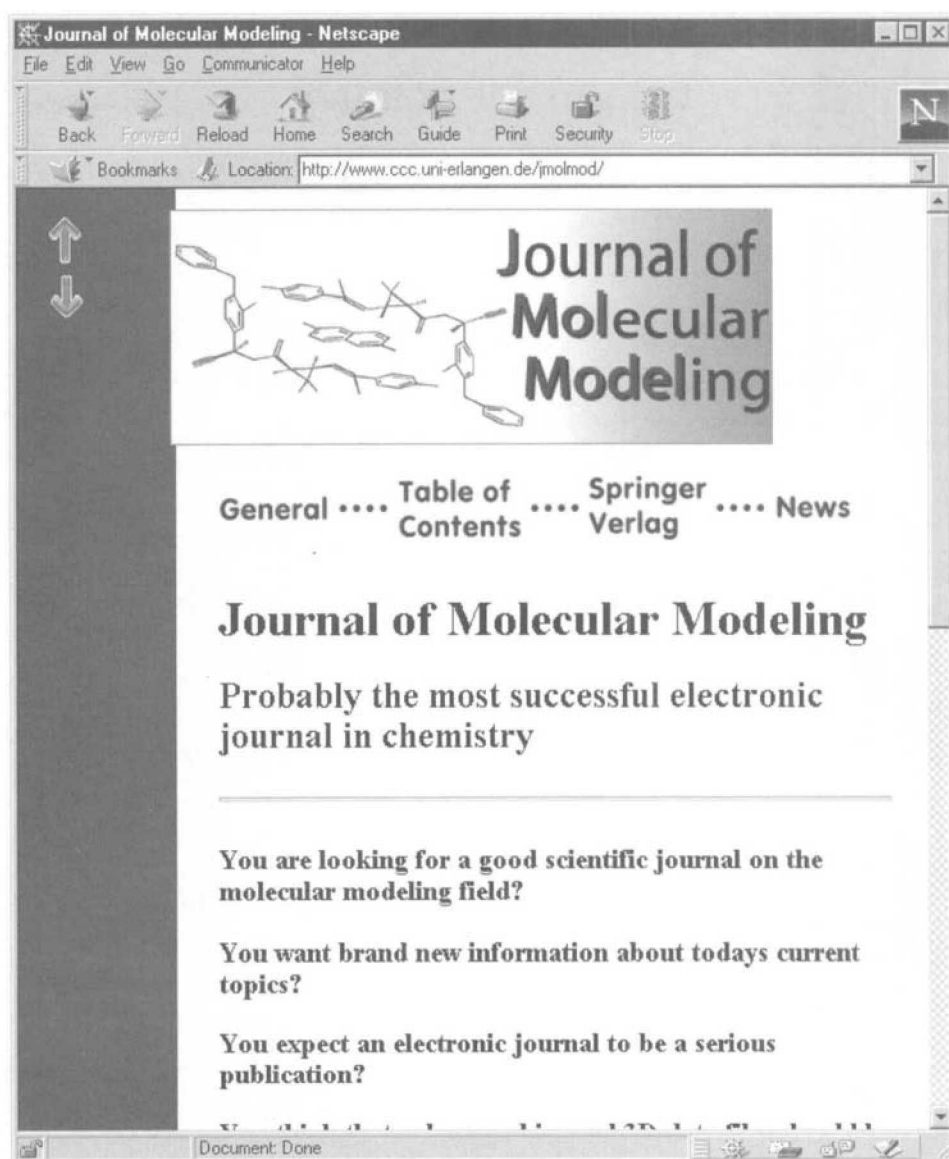 Journal of Molecular Modeling - Netscape
File Edit View Go Communicator Help
Back Forward Reload Home Search Guide Print Security Stop
N
Bookmarks Location: http://www.ccc.uni-erlangen.de/jmolmod/
Journal of
Molecular
Modeling
General •••• Table of Contents •••• Springer Verlag •••• News
Journal of Molecular Modeling
Probably the most successful electronic
journal in chemistry
You are looking for a good scientific journal on the
molecular modeling field?
You want brand new information about todays current
topics?
You expect an electronic journal to be a serious
publication?
Document: Done